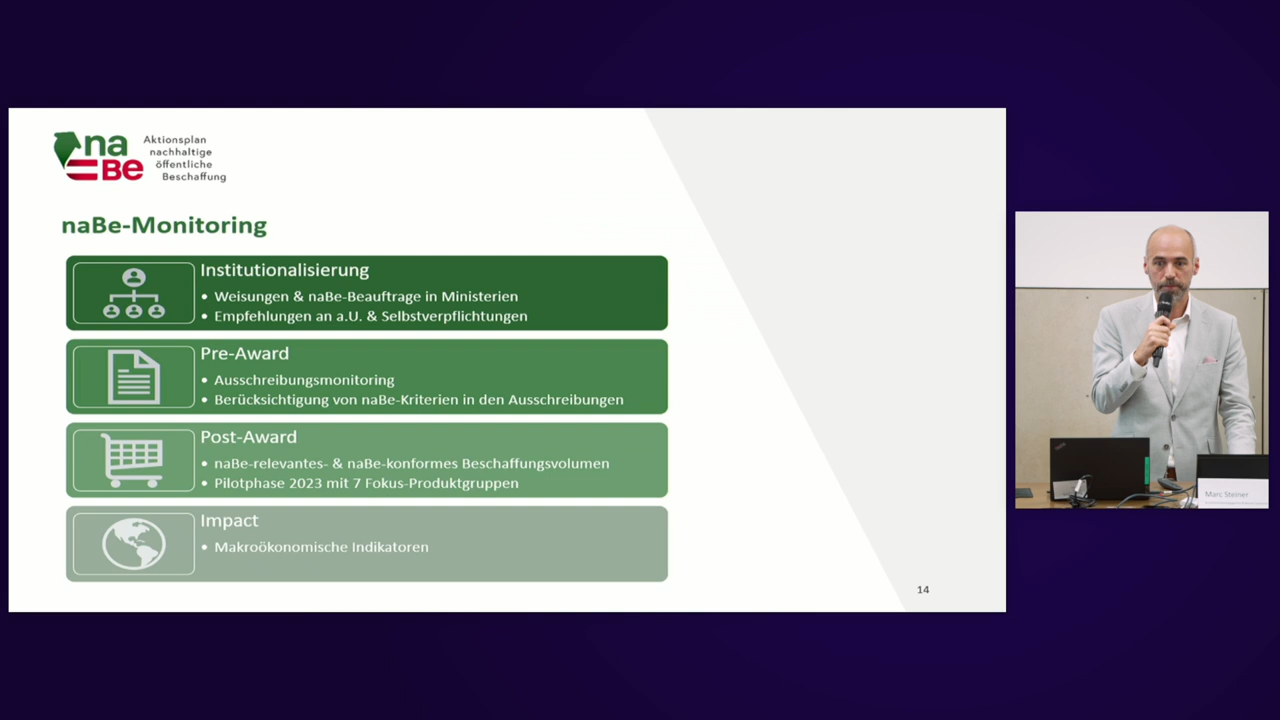 na
Be
Aktionsplan
nachhaltige
öffentliche
Beschaffung
naBe-Monitoring
Institutionalisierung
• Weisungen & naBe-Beauftrage in Ministerien
• Empfehlungen an a.U. & Selbstverpflichtungen
Pre-Award
• Ausschreibungsmonitoring
• Berücksichtigung von naBe-Kriterien in den Ausschreibungen
Post-Award
• naBe-relevantes- & naBe-konformes Beschaffungsvolumen
• Pilotphase 2023 mit 7 Fokus-Produktgruppen
Impact
• Makroökonomische Indikatoren
14
Marc Steiner